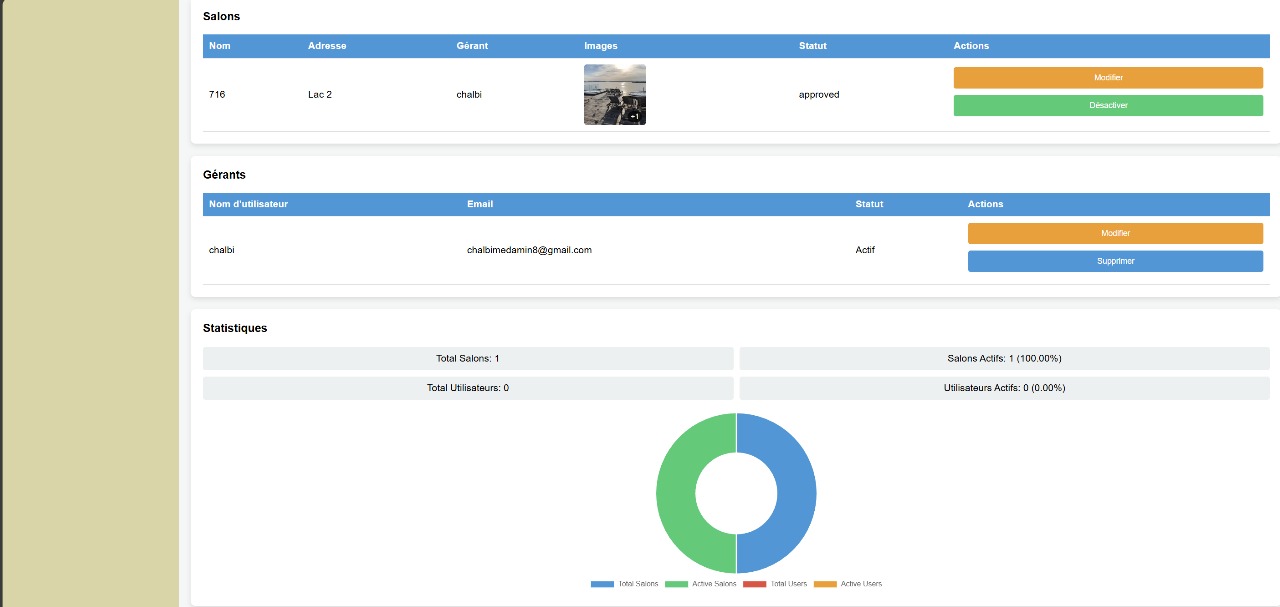 Salons
Nom Adresse Gérant Images Statut Actions
716 Lac 2 chalbi +1 approved Modifier
Désactiver
Gérants
Nom d'utilisateur Email Statut Actions
chalbi chalbimedamin8@gmail.com Actif Modifier
Supprimer
Statistiques
Total Salons: 1 Salons Actifs: 1 (100.00%)
Total Utilisateurs: 0 Utilisateurs Actifs: 0 (0.00%)
Total Salons Active Salons Total Users Active Users